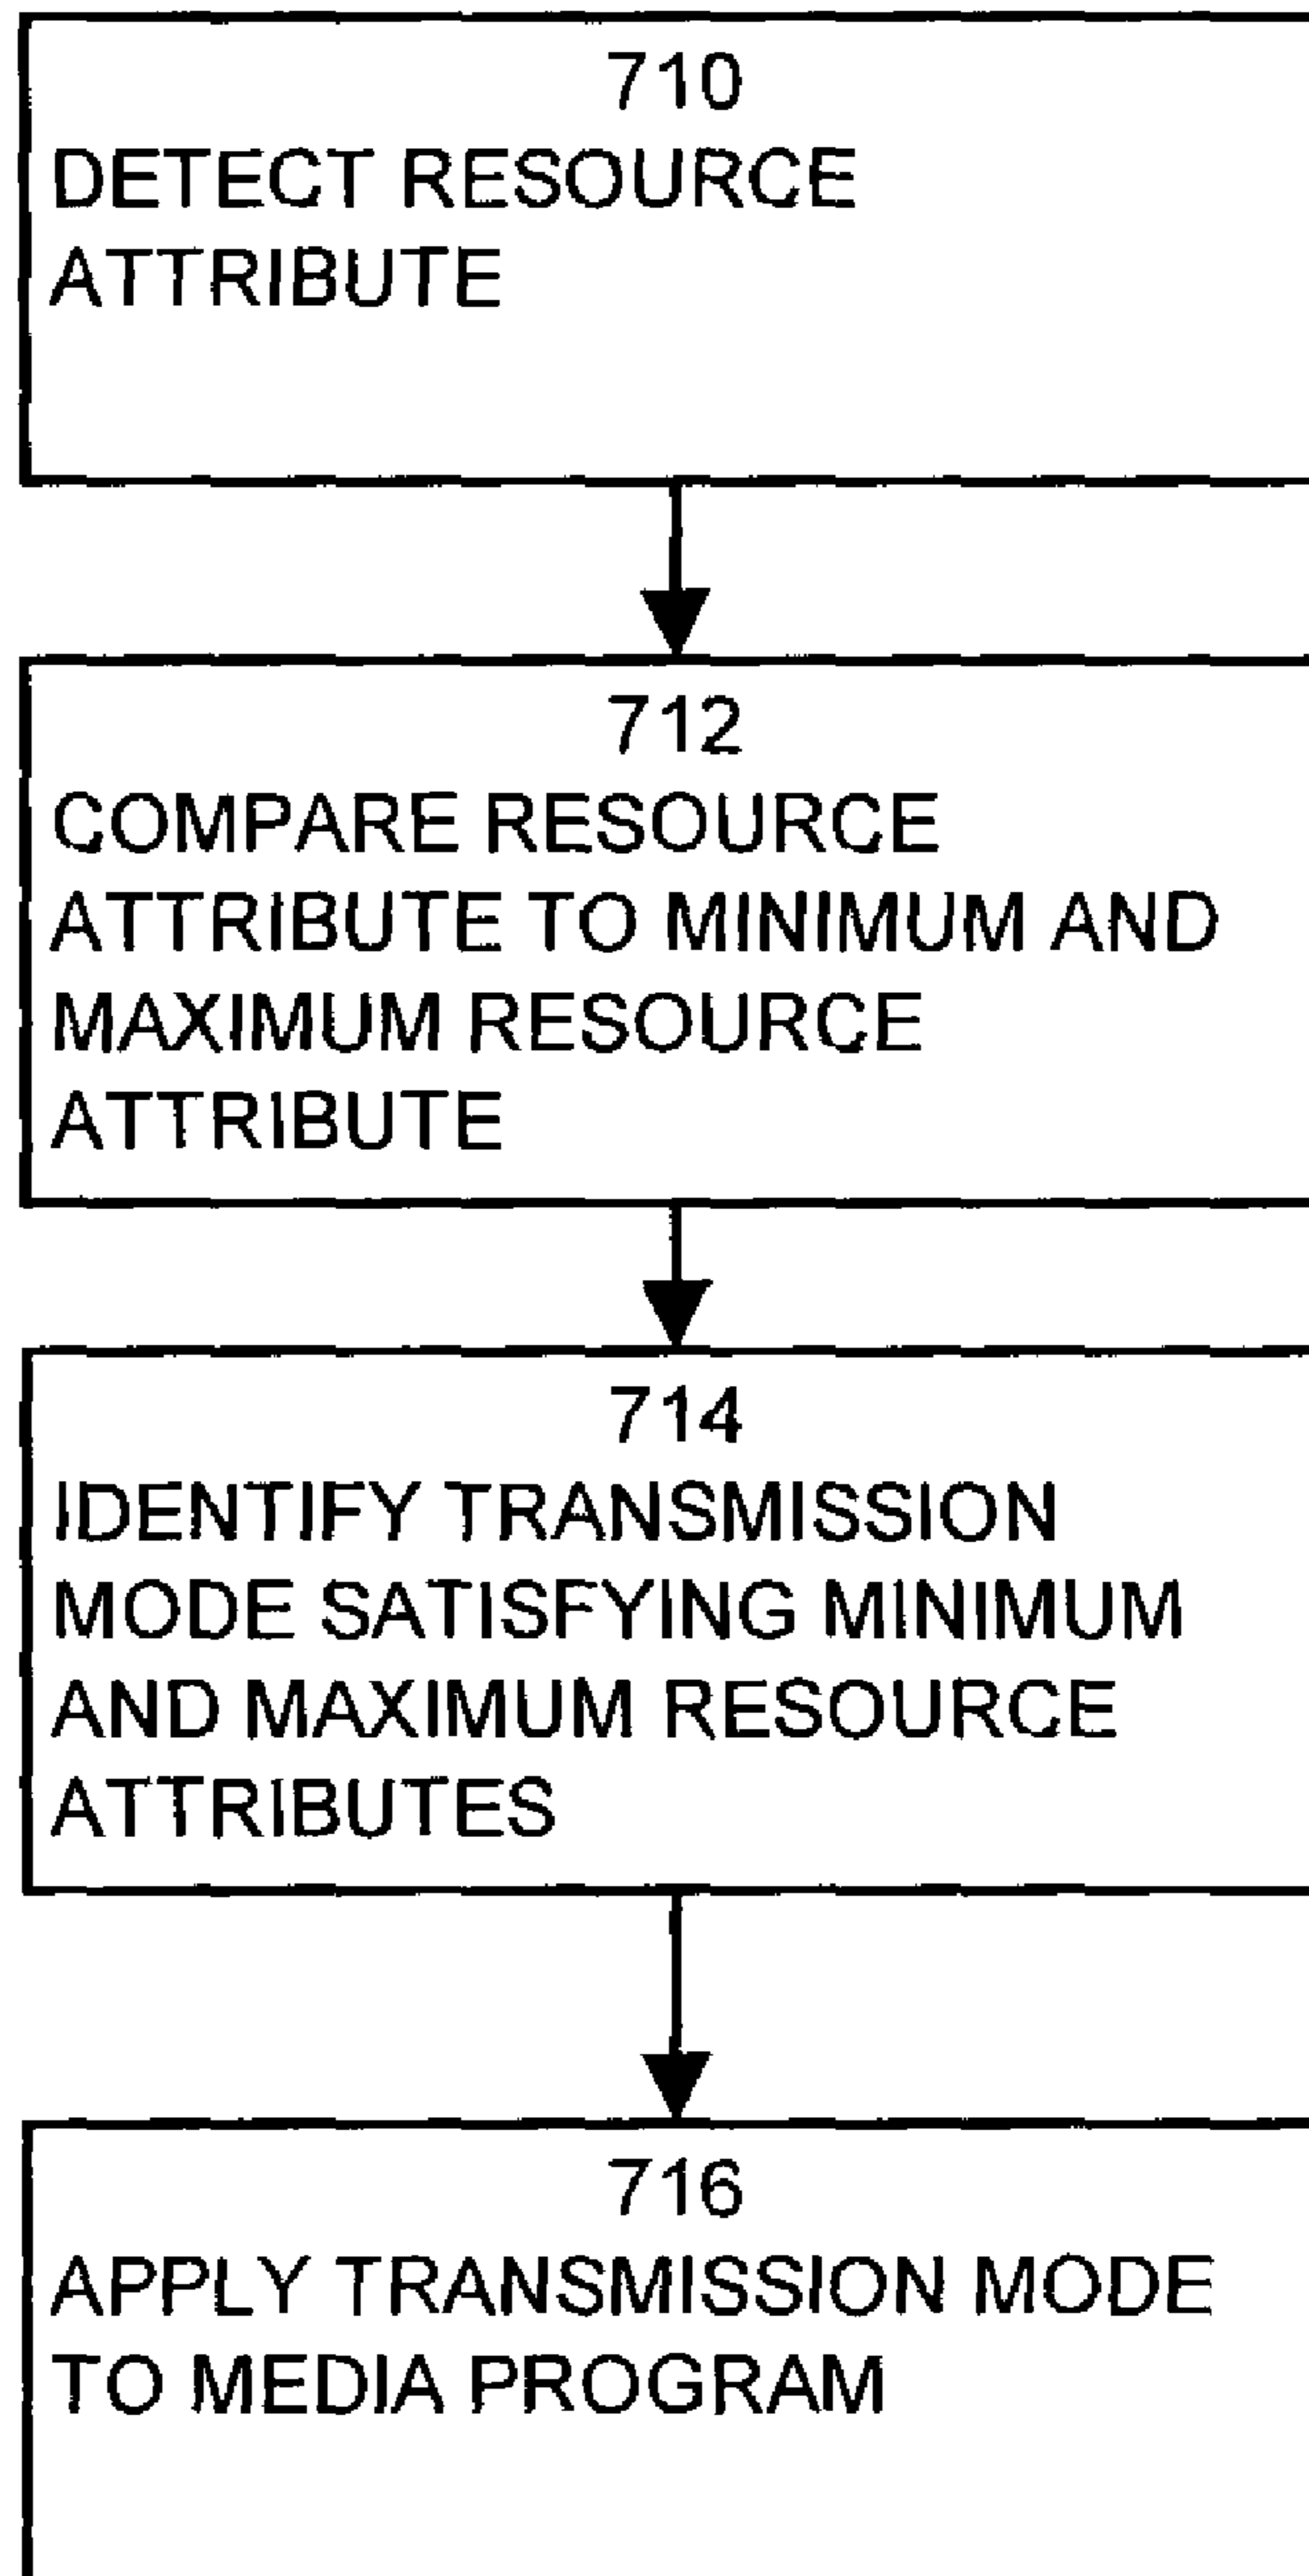 710
DETECT RESOURCE
ATTRIBUTE
712
COMPARE RESOURCE
ATTRIBUTE TO MINIMUM AND
MAXIMUM RESOURCE
ATTRIBUTE
714
IDENTIFY TRANSMISSION
MODE SATISFYING MINIMUM
AND MAXIMUM RESOURCE
ATTRIBUTES
716
APPLY TRANSMISSION MODE
TO MEDIA PROGRAM